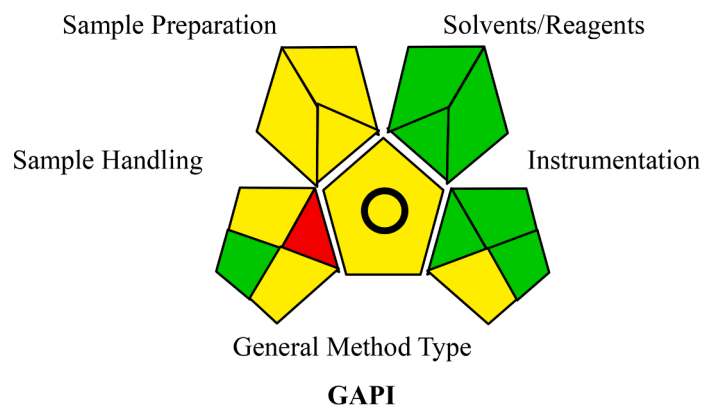 Sample Preparation
Solvents/Reagents
Sample Handling
Instrumentation
General Method Type
GAPI